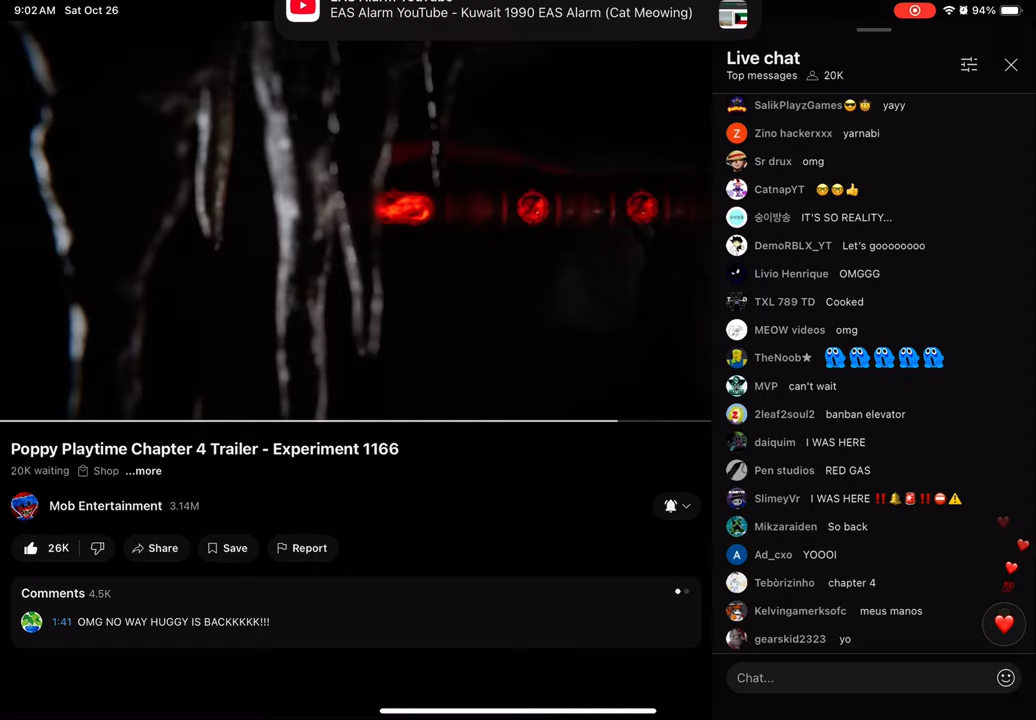 9:02 AM Sat Oct 26
94%
EAS Alarm YouTube
EAS Alarm YouTube - Kuwait 1990 EAS Alarm (Cat Meowing)
Live chat
Top messages 20K
SalikPlayzGames😎🤠 yayy
Z Zino hackerxxx yarnabi
Sr drux omg
CatnapYT 🤓🤓👍
숭이방송 IT'S SO REALITY...
DemoRBLX_YT Let's goooooooo
Livio Henrique OMGGG
TXL 789 TD Cooked
MEOW videos omg
TheNoob★
MVP can't wait
2leaf2soul2 banban elevator
daiquim I WAS HERE
Pen studios RED GAS
SlimeyVr I WAS HERE ‼️🔔🚨‼️⛔⚠️
Mikzaraiden So back
A Ad_cxo YOOOI
Tebòrizinho chapter 4
Kelvingamerksofc meus manos
gearskid2323 yo
Chat...
Poppy Playtime Chapter 4 Trailer - Experiment 1166
20K waiting Shop ...more
Mob Entertainment 3.14M
26K Share Save Report
Comments 4.5K
1:41 OMG NO WAY HUGGY IS BACKKKKK!!!